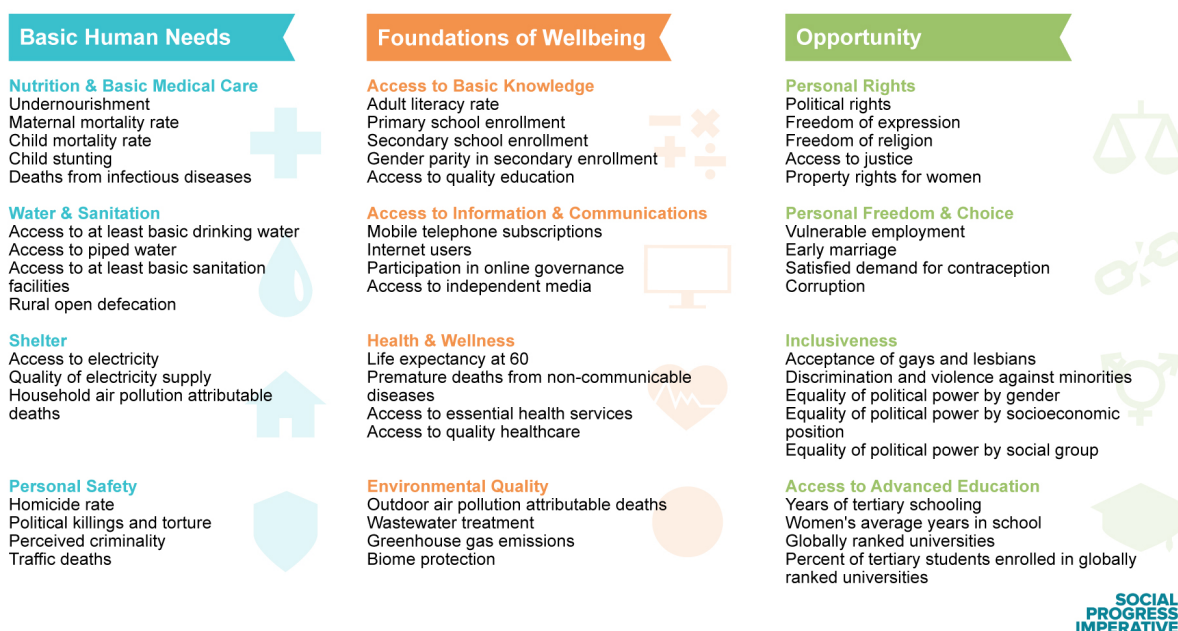 Basic Human Needs
Nutrition & Basic Medical Care
Undernourishment
Maternal mortality rate
Child mortality rate
Child stunting
Deaths from infectious diseases
Water & Sanitation
Access to at least basic drinking water
Access to piped water
Access to at least basic sanitation
facilities
Rural open defecation
Shelter
Access to electricity
Quality of electricity supply
Household air pollution attributable
deaths
Personal Safety
Homicide rate
Political killings and torture
Perceived criminality
Traffic deaths
Foundations of Wellbeing
Access to Basic Knowledge
Adult literacy rate
Primary school enrollment
Secondary school enrollment
Gender parity in secondary enrollment
Access to quality education
Access to Information & Communications
Mobile telephone subscriptions
Internet users
Participation in online governance
Access to independent media
Health & Wellness
Life expectancy at 60
Premature deaths from non-communicable
diseases
Access to essential health services
Access to quality healthcare
Environmental Quality
Outdoor air pollution attributable deaths
Wastewater treatment
Greenhouse gas emissions
Biome protection
Opportunity
Personal Rights
Political rights
Freedom of expression
Freedom of religion
Access to justice
Property rights for women
Personal Freedom & Choice
Vulnerable employment
Early marriage
Satisfied demand for contraception
Corruption
Inclusiveness
Acceptance of gays and lesbians
Discrimination and violence against minorities
Equality of political power by gender
Equality of political power by socioeconomic
position
Equality of political power by social group
Access to Advanced Education
Years of tertiary schooling
Women's average years in school
Globally ranked universities
Percent of tertiary students enrolled in globally
ranked universities
SOCIAL
PROGRESS
IMPERATIVE